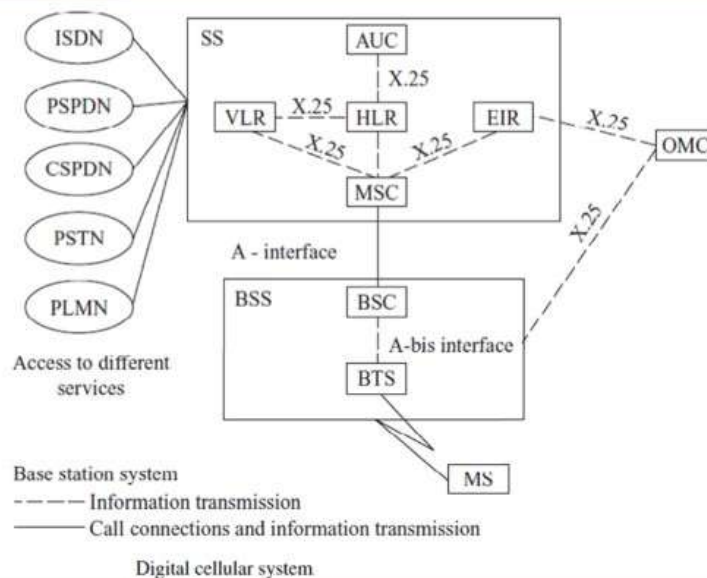 ISDN
PSPDN
CSPDN
PSTN
PLMN
Access to different
services
SS
AUC
X.25
VLR
X.25
HLR
EIR
X.25
X.25
MSC
X.25
OMC
X.25
A - interface
BSS
BSC
A-bis interface
BTS
MS
Base station system
Information transmission
Call connections and information transmission
Digital cellular system